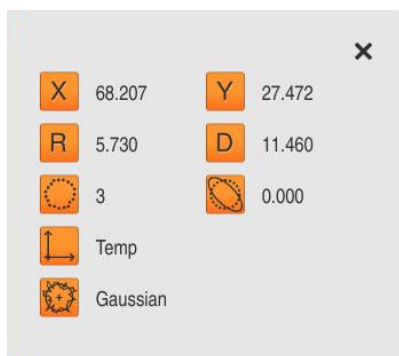 X 68.207 Y 27.472
R 5.730 D 11.460
3 0.000
Temp
Gaussian